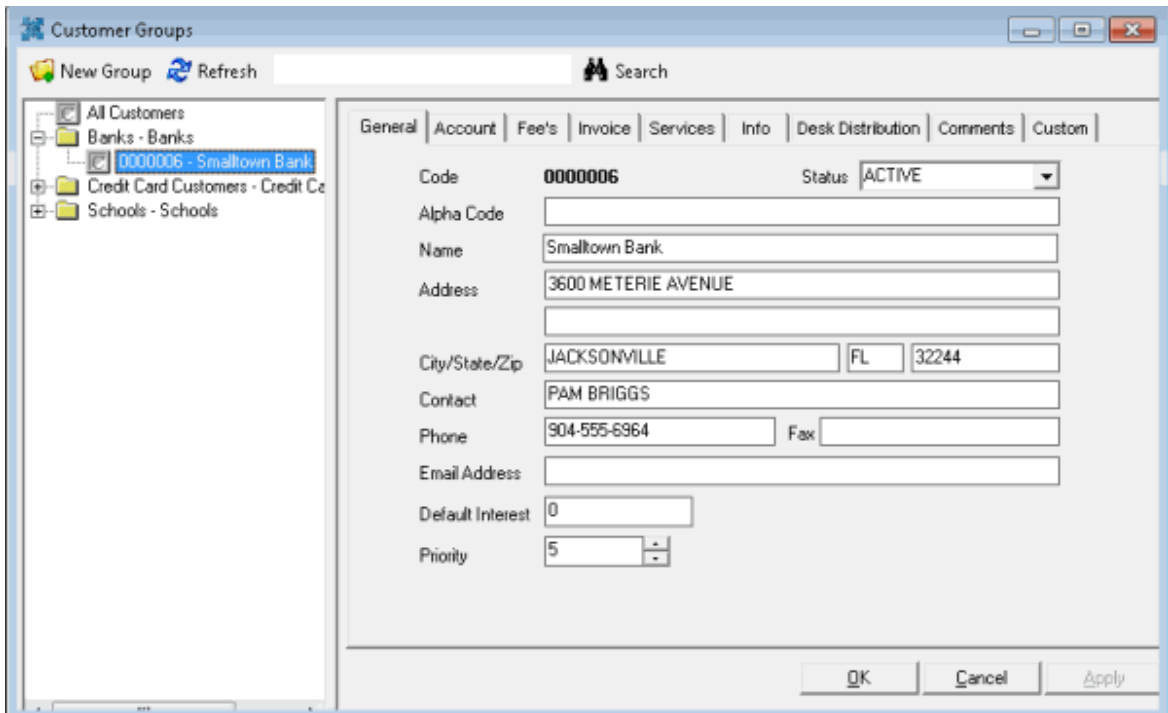 Customer Groups
New Group Refresh Search
All Customers
Banks - Banks
0000006 - Smalltown Bank
Credit Card Customers - Credit Ca
Schools - Schools
General Account Fee's Invoice Services Info Desk Distribution Comments Custom
Code 0000006 Status ACTIVE
Alpha Code
Name Smalltown Bank
Address 3600 METERIE AVENUE
City/State/Zip JACKSONVILLE FL 32244
Contact PAM BRIGGS
Phone 904-555-6964 Fax
Email Address
Default Interest 0
Priority 5
OK Cancel Apply